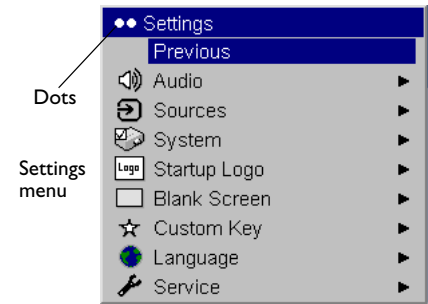 Settings
Previous
Audio
Dots
Sources
System
Settings
menu
Logo
Startup Logo
Blank Screen
Custom Key
Language
Service